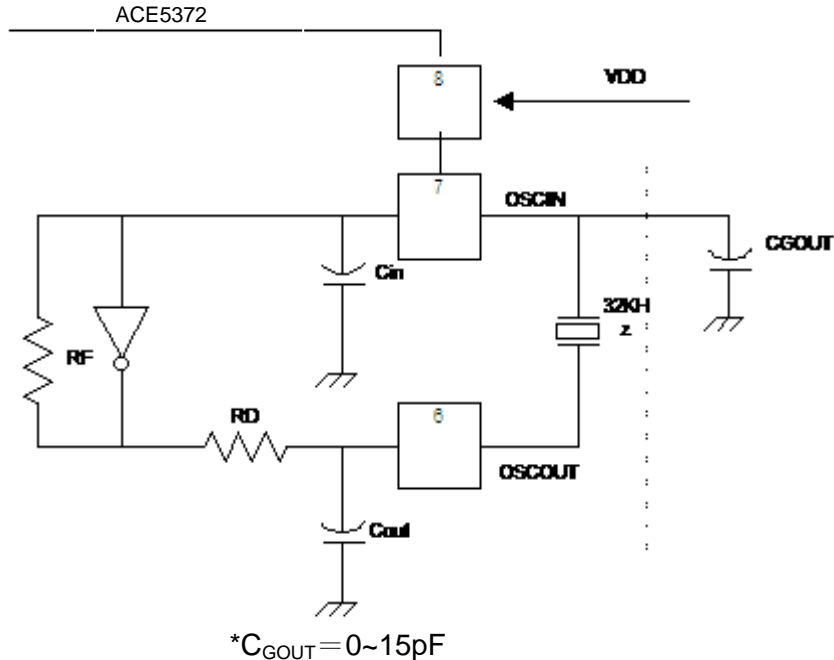 ACE5372
8
VDD
7
OSCIN
CGOUT
Cin
32KH
z
RF
RD
6
OSCOUT
Cout
*CGOUT＝0~15pF